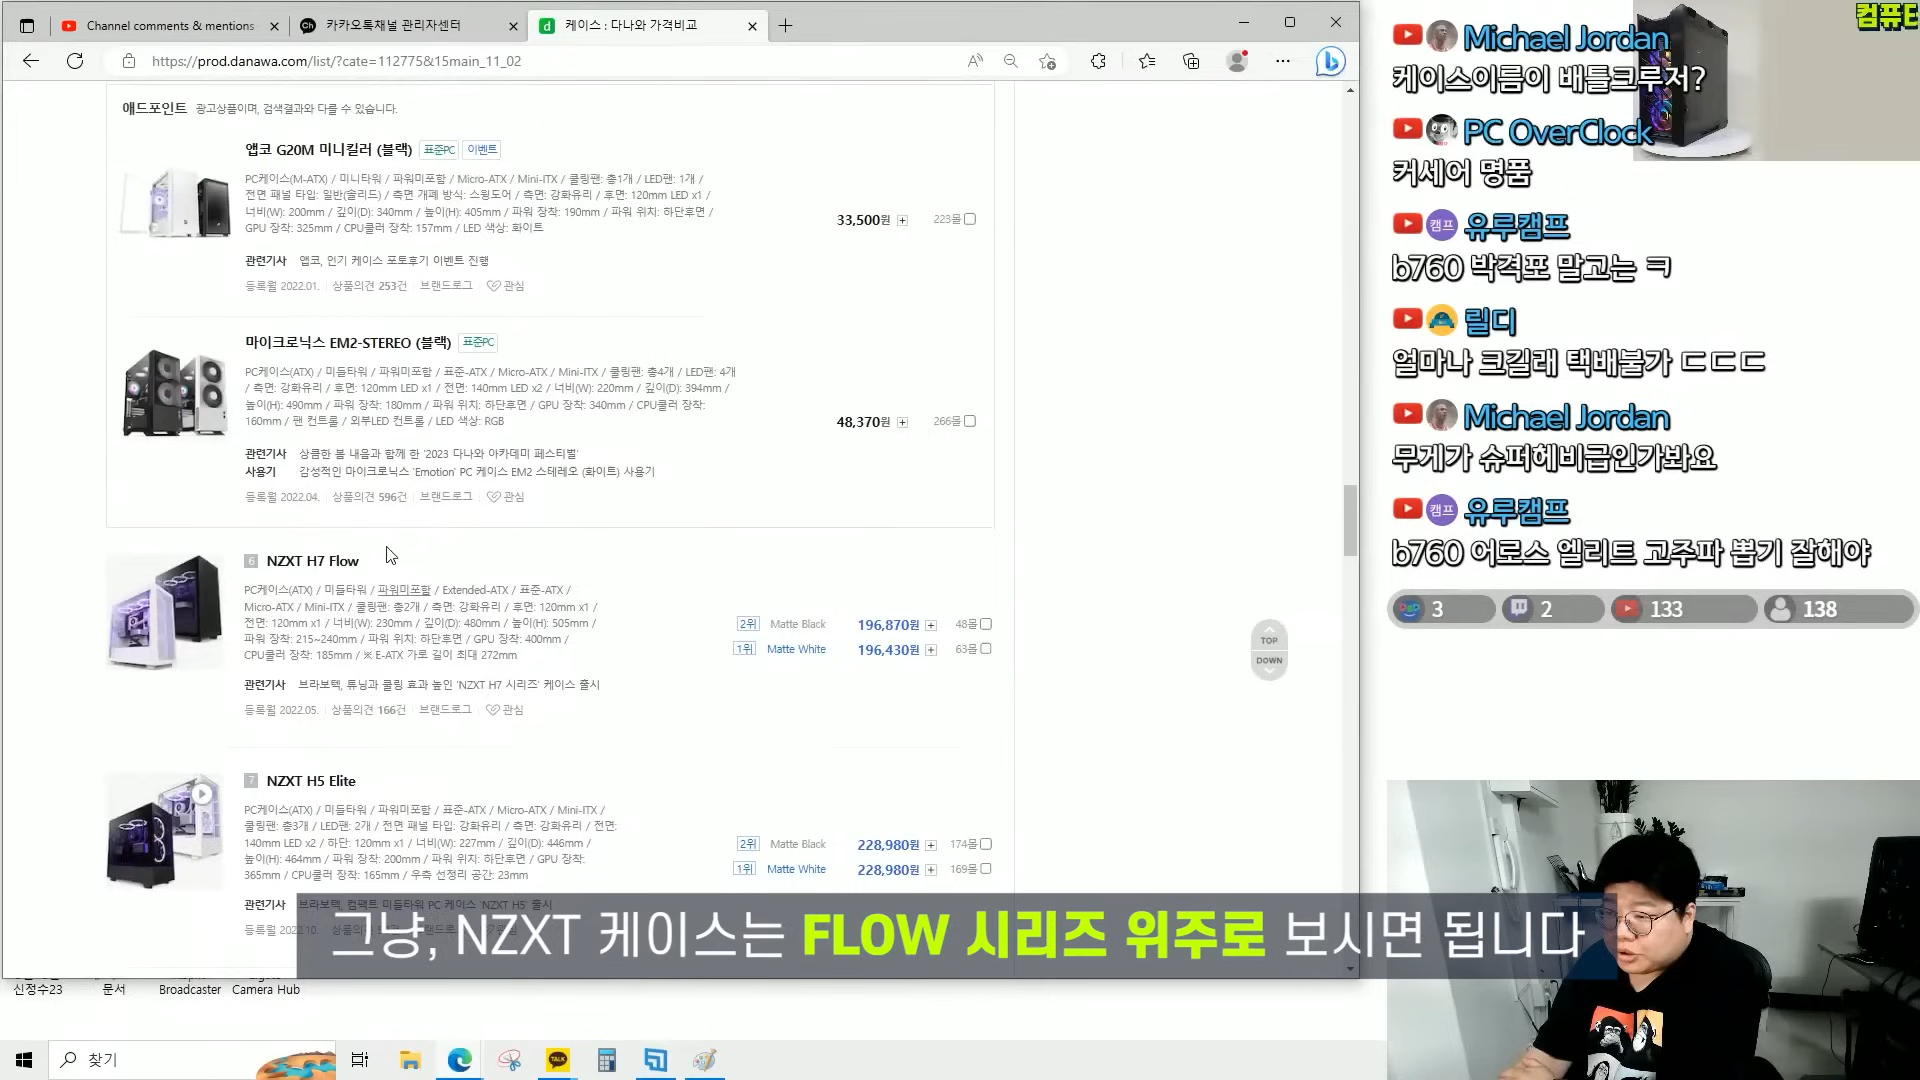 Channel comments & mentions
카카오톡채널 관리자센터
케이스 : 다나와 가격비교
https://prod.danawa.com/list/?cate=112775&15main_11_02
애드포인트 광고상품이며, 검색결과와 다를 수 있습니다.
앱코 G20M 미니킬러 (블랙) 표준PC 이벤트
PC케이스(M-ATX) / 미니타워 / 파워미포함 / Micro-ATX / Mini-ITX / 쿨링팬: 총1개 / LED팬: 1개 /
전면 패널 타입: 일반(솔리드) / 측면 개폐 방식: 스윙도어 / 측면: 강화유리 / 후면: 120mm LED x1 /
너비(W): 200mm / 깊이(D): 340mm / 높이(H): 405mm / 파워 장착: 190mm / 파워 위치: 하단후면 /
GPU 장착: 325mm / CPU쿨러 장착: 157mm / LED 색상: 화이트
33,500원 223몰
관련기사 앱코, 인기 케이스 포토후기 이벤트 진행
등록월 2022.01. 상품의견 253건 브랜드로그 관심
마이크로닉스 EM2-STEREO (블랙) 표준PC
PC케이스(ATX) / 미들타워 / 파워미포함 / 표준-ATX / Micro-ATX / Mini-ITX / 쿨링팬: 총4개 / LED팬: 4개
/ 측면: 강화유리 / 후면: 120mm LED x1 / 전면: 140mm LED x2 / 너비(W): 220mm / 깊이(D): 394mm /
높이(H): 490mm / 파워 장착: 180mm / 파워 위치: 하단후면 / GPU 장착: 340mm / CPU쿨러 장착:
160mm / 팬 컨트롤 / 외부LED 컨트롤 / LED 색상: RGB
48,370원 266몰
관련기사 상큼한 봄 내음과 함께 한 '2023 다나와 아카데미 페스티벌'
사용기 감성적인 마이크로닉스 'Emotion' PC 케이스 EM2 스테레오 (화이트) 사용기
등록월 2022.04. 상품의견 596건 브랜드로그 관심
6 NZXT H7 Flow
PC케이스(ATX) / 미들타워 / 파워미포함 / Extended-ATX / 표준-ATX /
Micro-ATX / Mini-ITX / 쿨링팬: 총2개 / 측면: 강화유리 / 후면: 120mm x1 /
전면: 120mm x1 / 너비(W): 230mm / 깊이(D): 480mm / 높이(H): 505mm /
파워 장착: 215~240mm / 파워 위치: 하단후면 / GPU 장착: 400mm /
CPU쿨러 장착: 185mm / ※ E-ATX 가로 길이 최대 272mm
2위 Matte Black 196,870원 48몰
1위 Matte White 196,430원 63몰
관련기사 브라보텍, 튜닝과 쿨링 효과 높인 'NZXT H7 시리즈' 케이스 출시
등록월 2022.05. 상품의견 166건 브랜드로그 관심
TOP
DOWN
7 NZXT H5 Elite
PC케이스(ATX) / 미들타워 / 파워미포함 / 표준-ATX / Micro-ATX / Mini-ITX /
쿨링팬: 총3개 / LED팬: 2개 / 전면 패널 타입: 강화유리 / 측면: 강화유리 / 전면:
140mm LED x2 / 하단: 120mm x1 / 너비(W): 227mm / 깊이(D): 446mm /
높이(H): 464mm / 파워 장착: 200mm / 파워 위치: 하단후면 / GPU 장착:
365mm / CPU쿨러 장착: 165mm / 우측 선정리 공간: 23mm
2위 Matte Black 228,980원 174몰
1위 Matte White 228,980원 169몰
관련기사 브라보텍, 컴팩트 미들타워 PC 케이스 'NZXT H5' 출시
그냥, NZXT 케이스는 FLOW 시리즈 위주로 보시면 됩니다
신정수23
문서
Broadcaster
Camera Hub
찾기
TALK
컴퓨터
Michael Jordan
케이스이름이 배틀크루저?
PC OverClock
커세어 명품
캠프 유루캠프
b760 박격포 말고는 ㅋ
릴디
얼마나 크길래 택배불가 ㄷㄷㄷ
Michael Jordan
무게가 슈퍼헤비급인가봐요
캠프 유루캠프
b760 어로스 엘리트 고주파 뽑기 잘해야
3 2 133 138